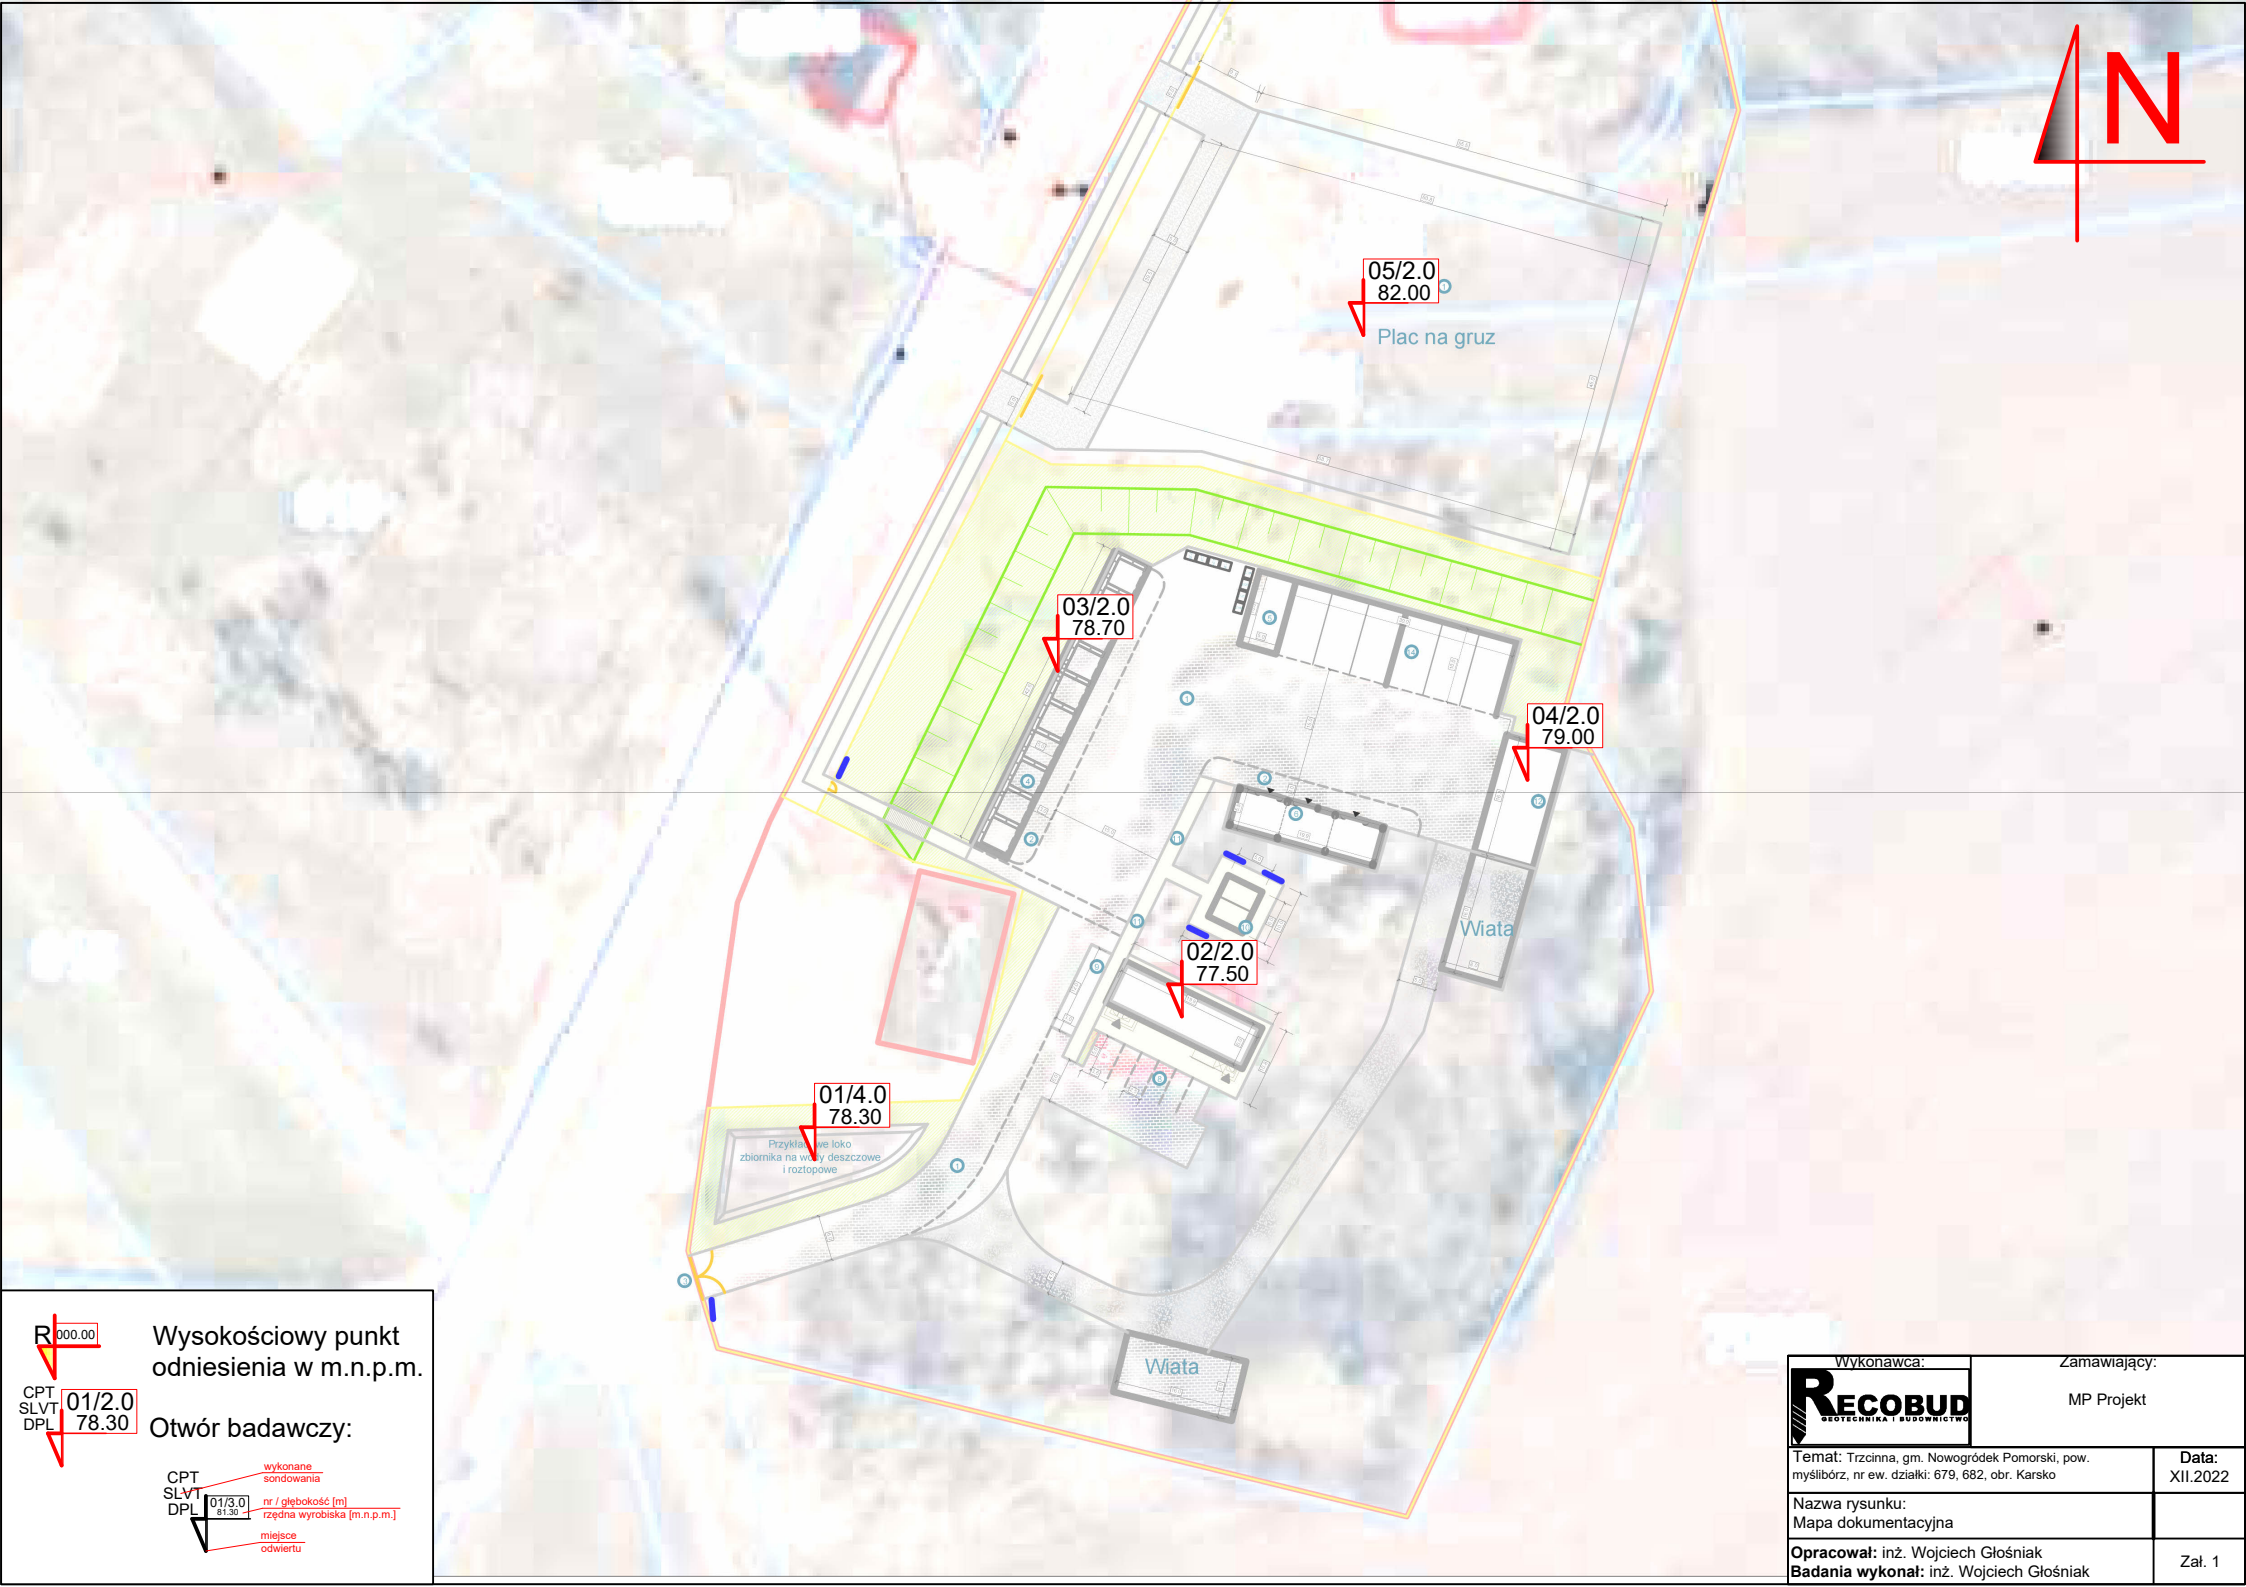 N
05/2.0
82.00
Plac na gruz
03/2.0
78.70
04/2.0
79.00
Wiata
02/2.0
77.50
01/4.0
78.30
zbiornika na wody deszczowe
i roztopowe
Wiata
R 000.00
Wysokościowy punkt
odniesienia w m.n.p.m.
CPT
SLVT
DPL
01/2.0
78.30
Otwór badawczy:
CPT
SLVT
DPL
01/3.0
81.30
wykonane
sondowania
nr / głębokość [m]
rzędna wyrobiska [m.n.p.m.]
miejsce
odwiertu
Wykonawca:
RECOBUD
GEOTECHNIKA I BUDOWNICTWO
Zamawiający:
MP Projekt
Temat: Trzcinna, gm. Nowogródek Pomorski, pow.
myślibórz, nr ew. działki: 679, 682, obr. Karsko
Data:
XII.2022
Nazwa rysunku:
Mapa dokumentacyjna
Opracował: inż. Wojciech Głośniak
Badania wykonał: inż. Wojciech Głośniak
Zał. 1